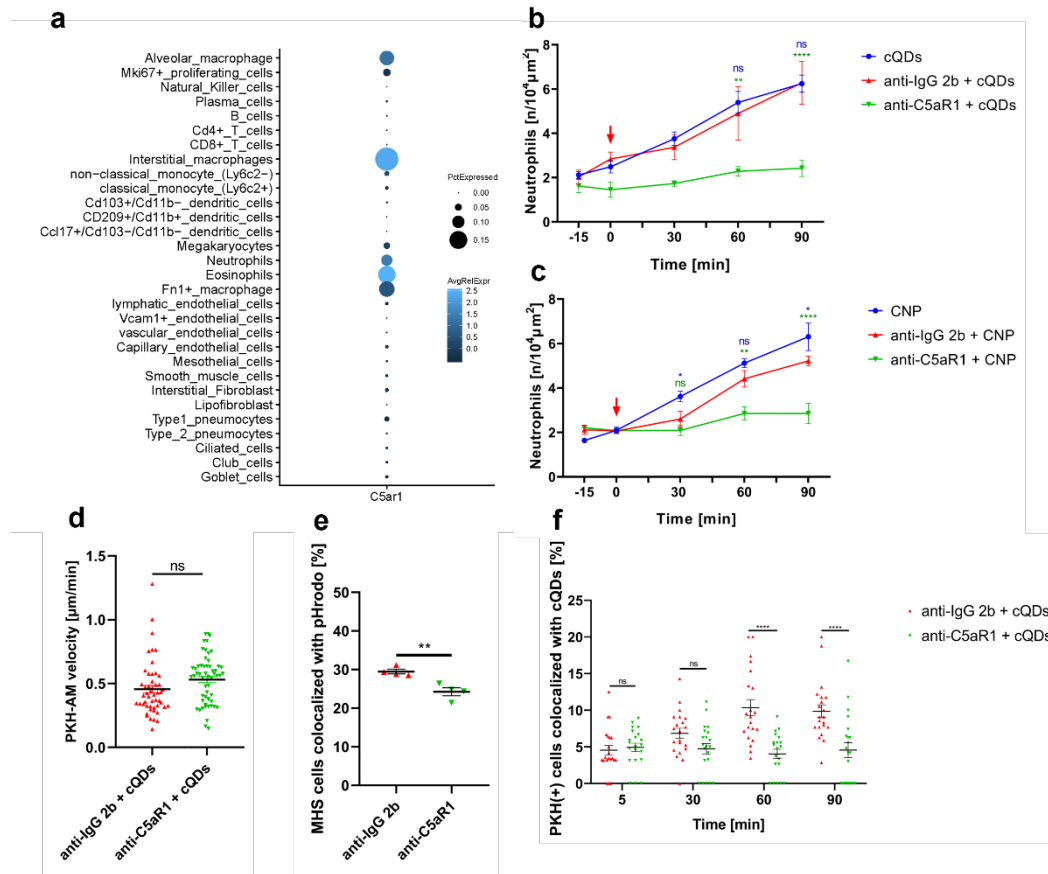 a
Alveolar_macrophage
Mki67+_proliferating_cells
Natural_Killer_cells
Plasma_cells
B_cells
Cd4+_T_cells
CD8+_T_cells
Interstitial_macrophages
non-classical_monocyte_(Ly6c2-)
classical_monocyte_(Ly6c2+)
Cd103+/Cd11b-_dendritic_cells
CD209+/Cd11b+_dendritic_cells
Ccl17+/Cd103-/Cd11b-_dendritic_cells
Megakaryocytes
Neutrophils
Eosinophils
Fn1+_macrophage
lymphatic_endothelial_cells
Vcam1+_endothelial_cells
vascular_endothelial_cells
Capillary_endothelial_cells
Mesothelial_cells
Smooth_muscle_cells
Interstitial_Fibroblast
Lipofibroblast
Type1_pneumocytes
Type_2_pneumocytes
Ciliated_cells
Club_cells
Goblet_cells
C5ar1
PctExpressed
0.00
0.05
0.10
0.15
AvgRelExpr
2.5
2.0
1.5
1.0
0.5
0.0
b
Neutrophils [n/10⁴µm²]
8
6
4
2
0
ns
**
ns
****
-15 0 30 60 90
Time [min]
cQDs
anti-IgG 2b + cQDs
anti-C5aR1 + cQDs
c
Neutrophils [n/10⁴µm²]
8
6
4
2
0
*
ns
ns
**
*
****
-15 0 30 60 90
Time [min]
CNP
anti-IgG 2b + CNP
anti-C5aR1 + CNP
d
PKH-AM velocity [µm/min]
1.5
1.0
0.5
0.0
ns
anti-IgG 2b + cQDs
anti-C5aR1 + cQDs
e
MHS cells colocalized with pHrodo [%]
50
40
30
20
10
0
**
anti-IgG 2b
anti-C5aR1
f
PKH(+) cells colocalized with cQDs [%]
25
20
15
10
5
0
ns
ns
****
****
5 30 60 90
Time [min]
anti-IgG 2b + cQDs
anti-C5aR1 + cQDs